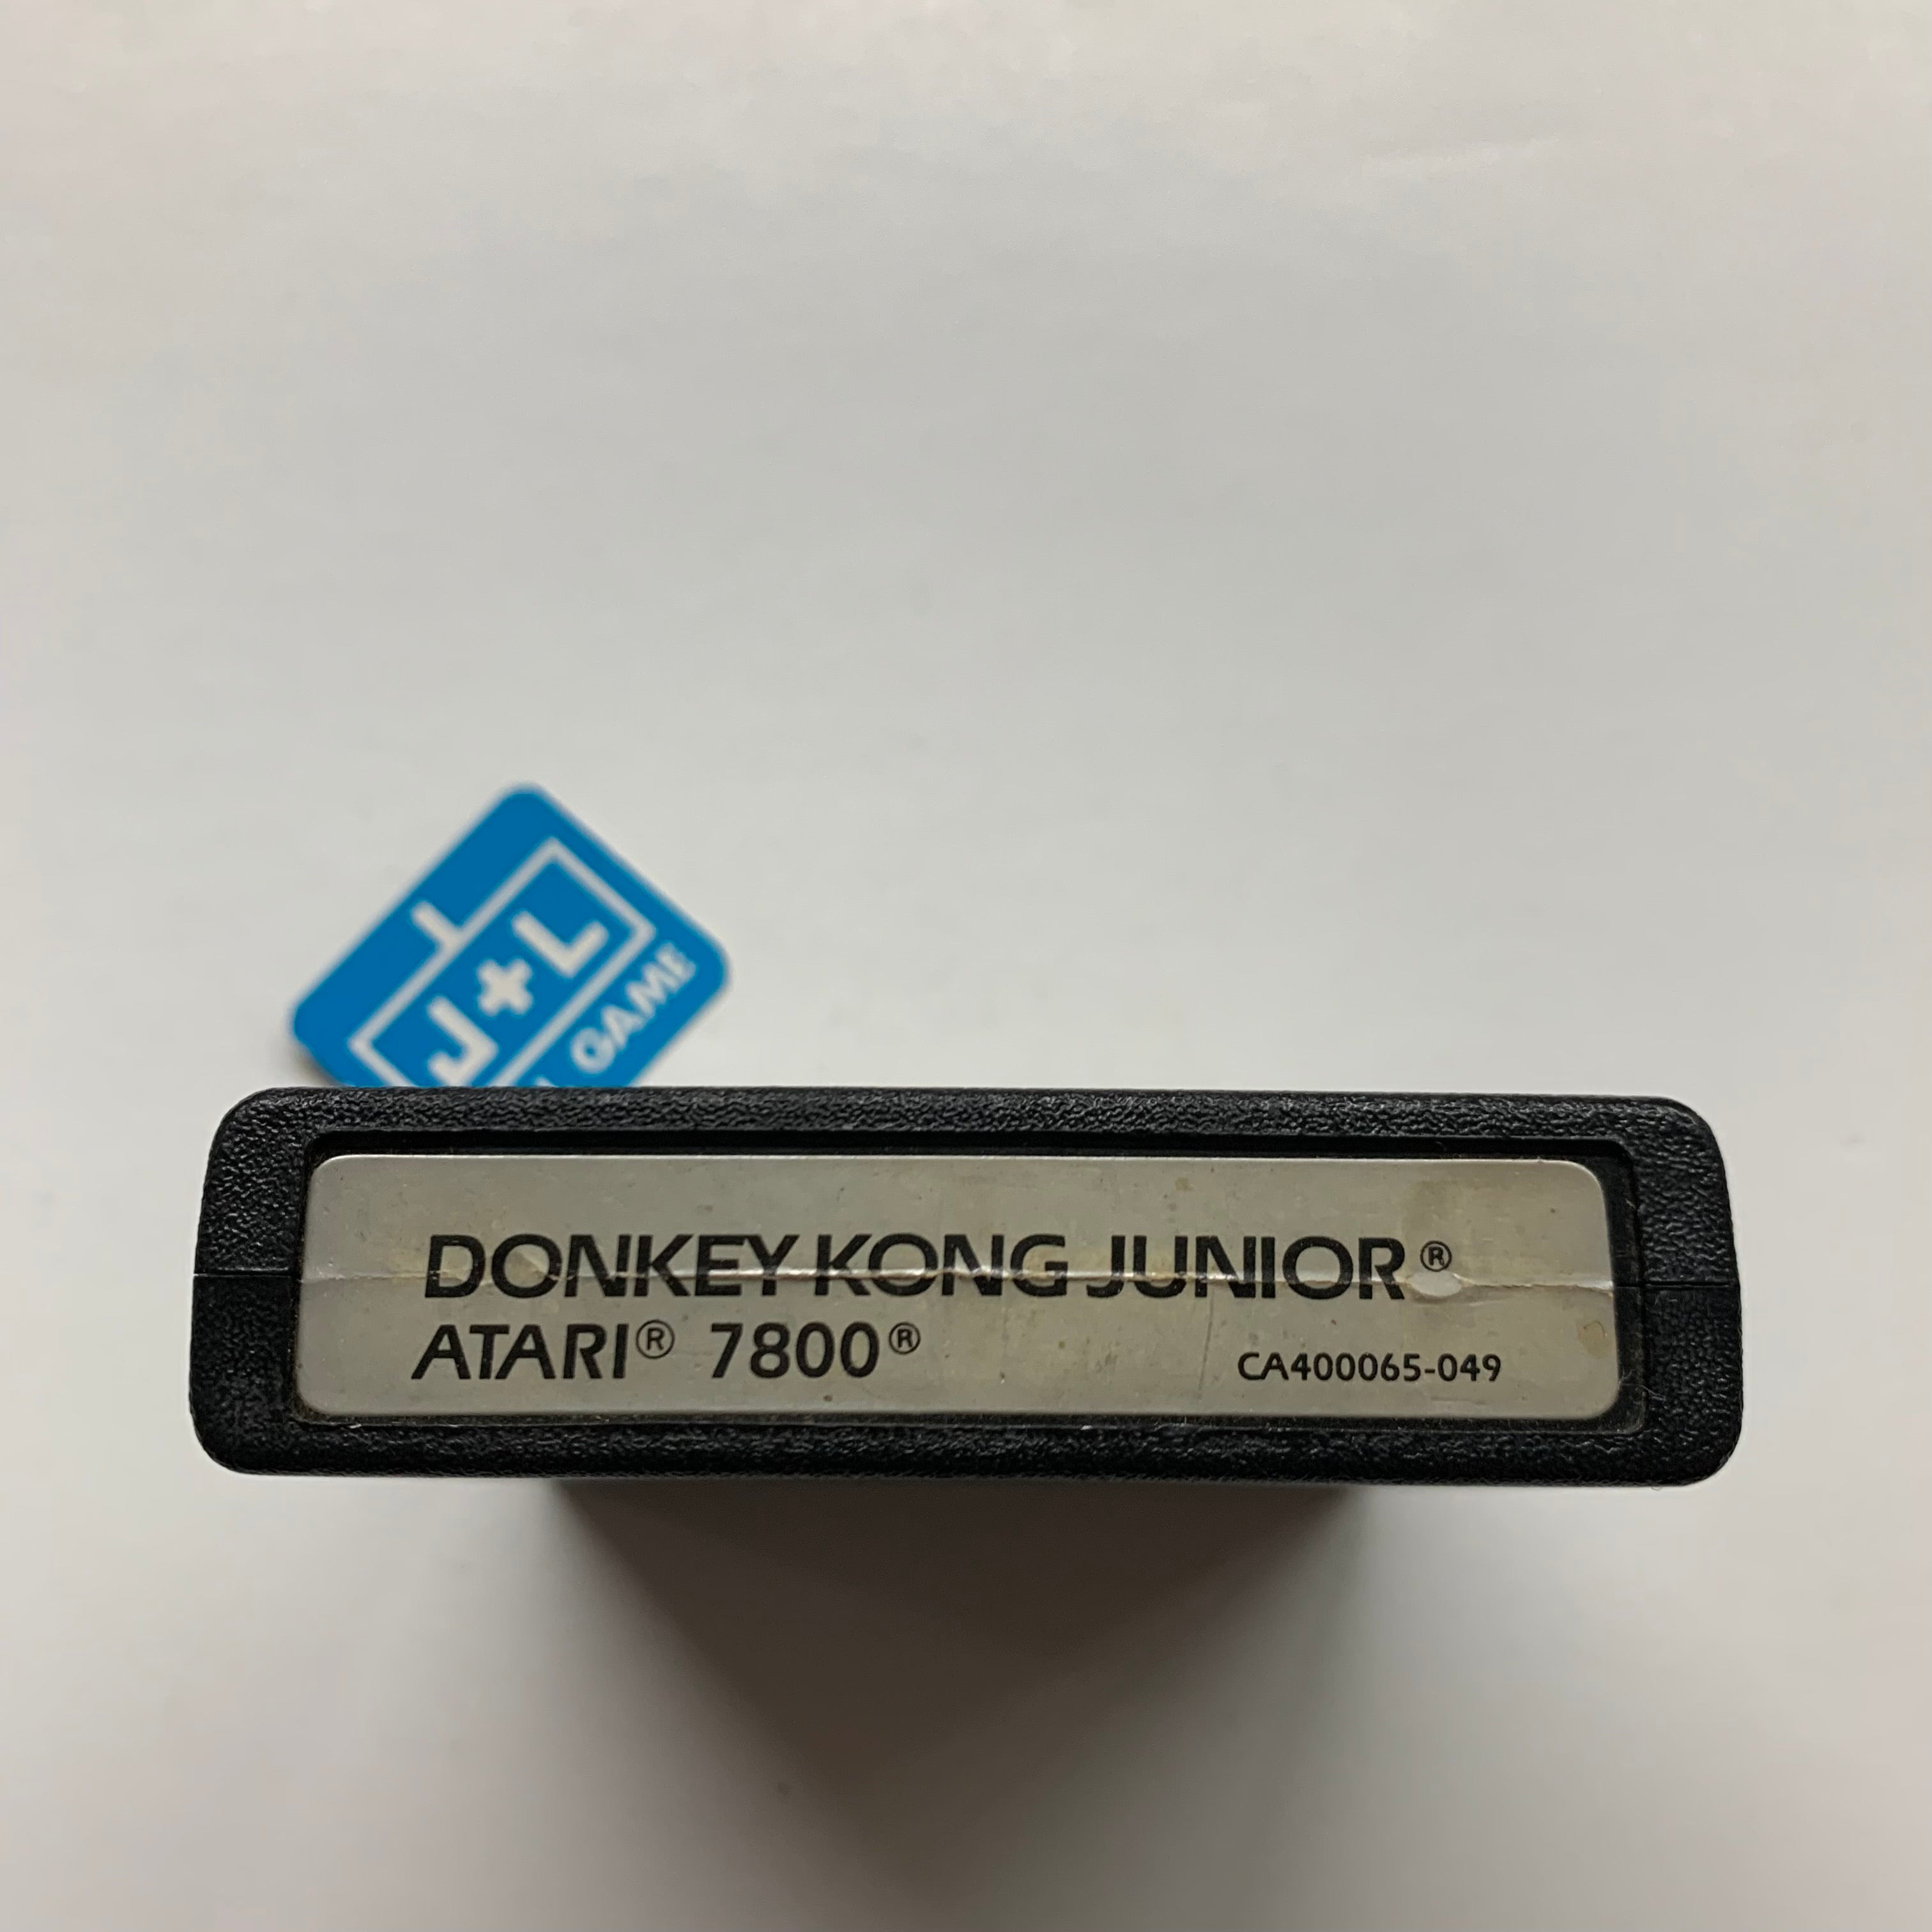 J+L
GAME
DONKEY KONG JUNIOR®
ATARI® 7800®
CA400065-049